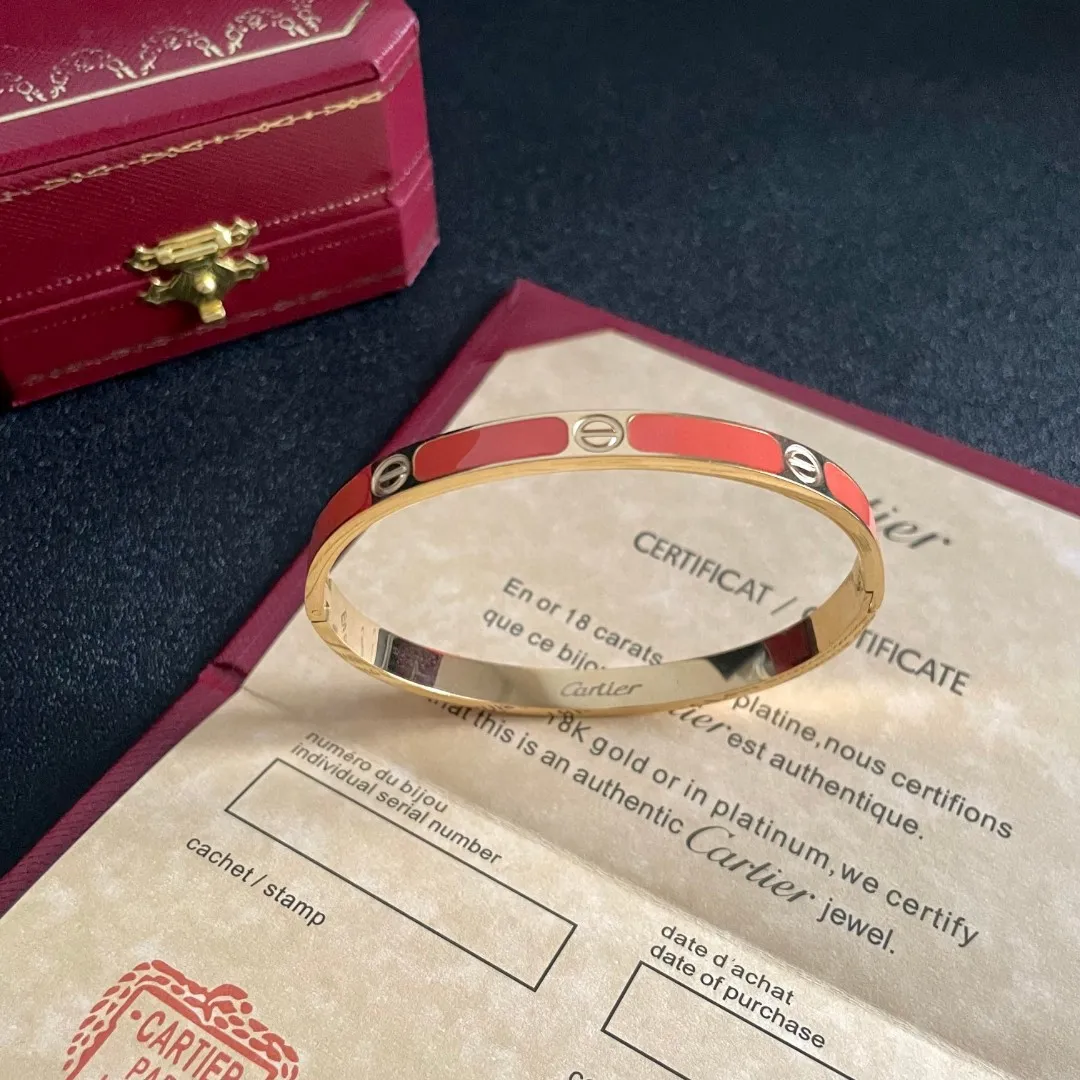 Cartier
CERTIFICAT / CERTIFICATE
En or 18 carats
que ce bijou
platine, nous certifions
Cartier est authentique.
18K gold or in platinum, we certify
that this is an authentic Cartier jewel.
numéro du bijou
individual serial number
cachet / stamp
date d'achat
date of purchase
CARTIER